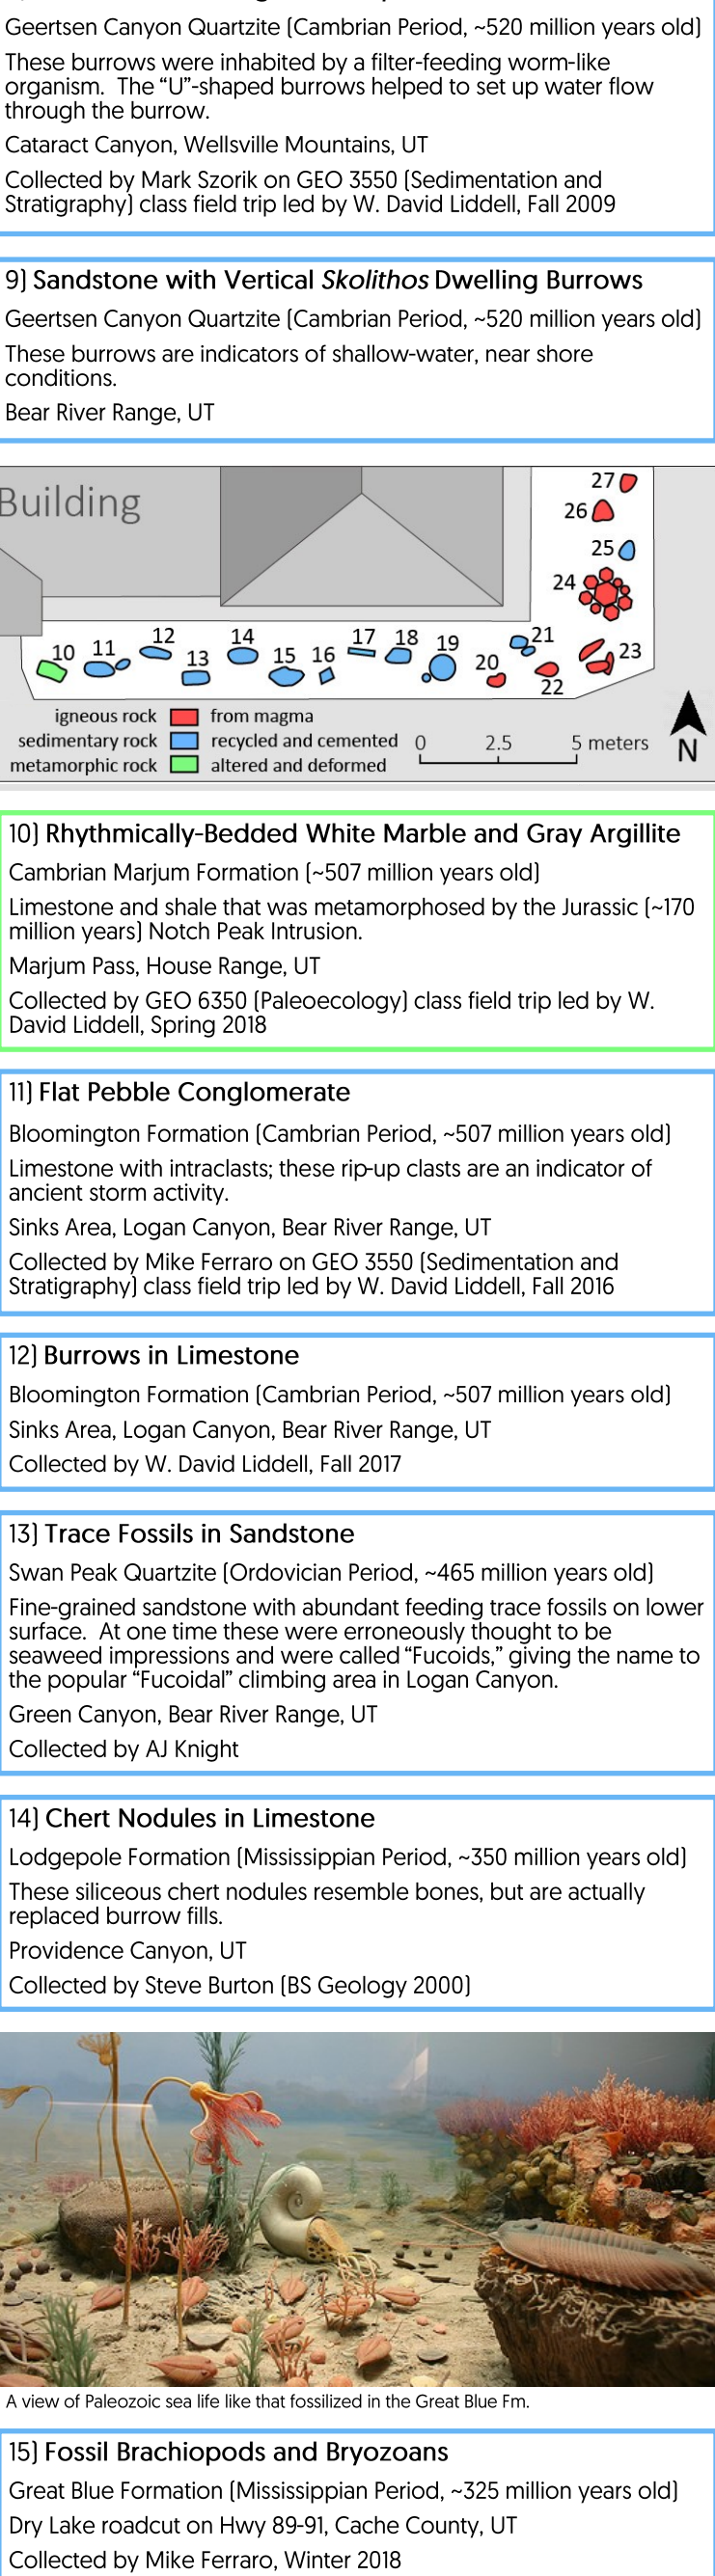 Geertsen Canyon Quartzite (Cambrian Period, ~520 million years old)
These burrows were inhabited by a filter-feeding worm-like
organism.  The “U”-shaped burrows helped to set up water flow
through the burrow.
Cataract Canyon, Wellsville Mountains, UT
Collected by Mark Szorik on GEO 3550 (Sedimentation and
Stratigraphy) class field trip led by W. David Liddell, Fall 2009
9) Sandstone with Vertical Skolithos Dwelling Burrows
Geertsen Canyon Quartzite (Cambrian Period, ~520 million years old)
These burrows are indicators of shallow-water, near shore
conditions.
Bear River Range, UT
Building
27
26
25
24
10 11 12 13 14 15 16 17 18 19 20 21 22 23
igneous rock from magma
sedimentary rock recycled and cemented
metamorphic rock altered and deformed
0 2.5 5 meters
N
10) Rhythmically-Bedded White Marble and Gray Argillite
Cambrian Marjum Formation (~507 million years old)
Limestone and shale that was metamorphosed by the Jurassic (~170
million years) Notch Peak Intrusion.
Marjum Pass, House Range, UT
Collected by GEO 6350 (Paleoecology) class field trip led by W.
David Liddell, Spring 2018
11) Flat Pebble Conglomerate
Bloomington Formation (Cambrian Period, ~507 million years old)
Limestone with intraclasts; these rip-up clasts are an indicator of
ancient storm activity.
Sinks Area, Logan Canyon, Bear River Range, UT
Collected by Mike Ferraro on GEO 3550 (Sedimentation and
Stratigraphy) class field trip led by W. David Liddell, Fall 2016
12) Burrows in Limestone
Bloomington Formation (Cambrian Period, ~507 million years old)
Sinks Area, Logan Canyon, Bear River Range, UT
Collected by W. David Liddell, Fall 2017
13) Trace Fossils in Sandstone
Swan Peak Quartzite (Ordovician Period, ~465 million years old)
Fine-grained sandstone with abundant feeding trace fossils on lower
surface.  At one time these were erroneously thought to be
seaweed impressions and were called “Fucoids,” giving the name to
the popular “Fucoidal” climbing area in Logan Canyon.
Green Canyon, Bear River Range, UT
Collected by AJ Knight
14) Chert Nodules in Limestone
Lodgepole Formation (Mississippian Period, ~350 million years old)
These siliceous chert nodules resemble bones, but are actually
replaced burrow fills.
Providence Canyon, UT
Collected by Steve Burton (BS Geology 2000)
A view of Paleozoic sea life like that fossilized in the Great Blue Fm.
15) Fossil Brachiopods and Bryozoans
Great Blue Formation (Mississippian Period, ~325 million years old)
Dry Lake roadcut on Hwy 89-91, Cache County, UT
Collected by Mike Ferraro, Winter 2018